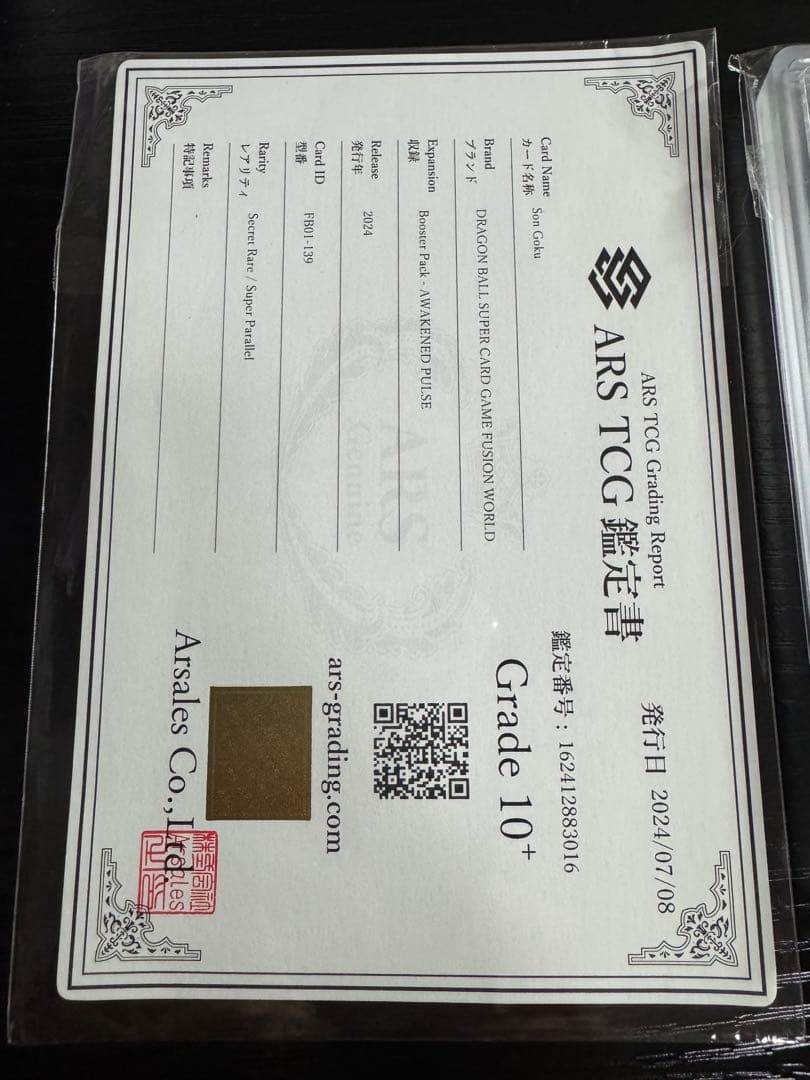 ARS TCG Grading Report
ARS TCG 鑑定書
発行日 2024/07/08
鑑定番号：162412883016
Grade 10+
Card Name
カード名称
Son Goku
Brand
ブランド
DRAGON BALL SUPER CARD GAME FUSION WORLD
Expansion
収録
Booster Pack - AWAKENED PULSE
Release
発行年
2024
Card ID
型番
FB01-139
Rarity
レアリティ
Secret Rare / Super Parallel
Remarks
特記事項
-
ARS
Genuine
ars-grading.com
Arsales Co.,Ltd.
Arsales